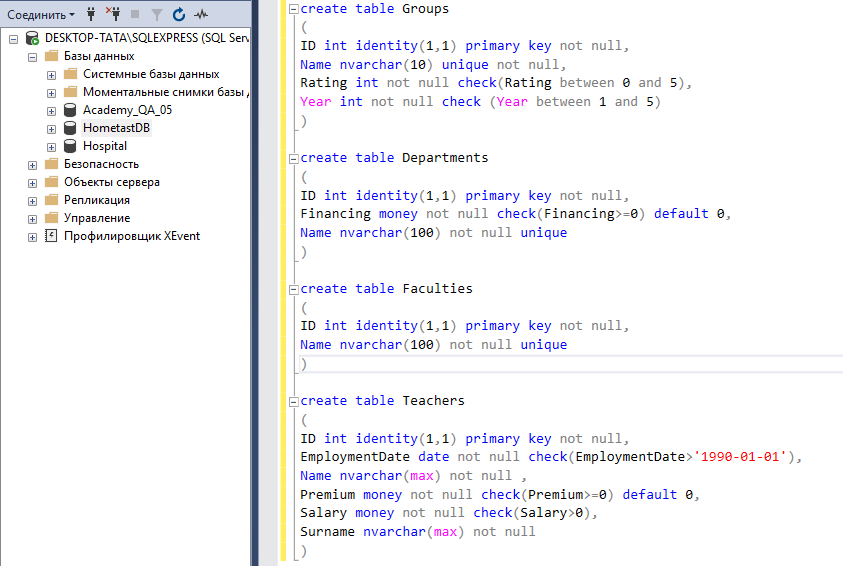 Соединить
DESKTOP-TATA\SQLEXPRESS (SQL Ser
Базы данных
Системные базы данных
Моментальные снимки базы
Academy_QA_05
HometastDB
Hospital
Безопасность
Объекты сервера
Репликация
Управление
Профилировщик XEvent
create table Groups
(
ID int identity(1,1) primary key not null,
Name nvarchar(10) unique not null,
Rating int not null check(Rating between 0 and 5),
Year int not null check (Year between 1 and 5)
)
create table Departments
(
ID int identity(1,1) primary key not null,
Financing money not null check(Financing>=0) default 0,
Name nvarchar(100) not null unique
)
create table Faculties
(
ID int identity(1,1) primary key not null,
Name nvarchar(100) not null unique
)
create table Teachers
(
ID int identity(1,1) primary key not null,
EmploymentDate date not null check(EmploymentDate>'1990-01-01'),
Name nvarchar(max) not null ,
Premium money not null check(Premium>=0) default 0,
Salary money not null check(Salary>0),
Surname nvarchar(max) not null
)